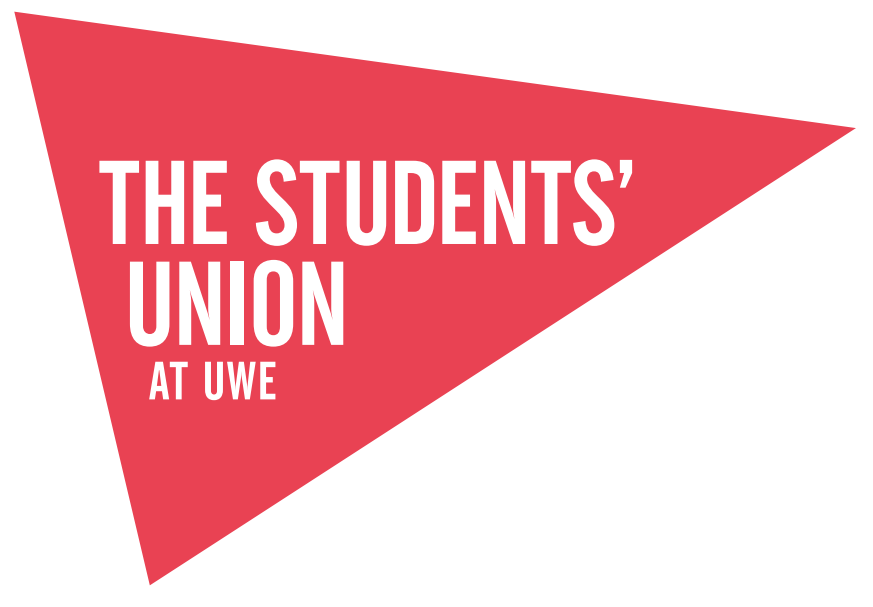 THE STUDENTS’
UNION
AT UWE